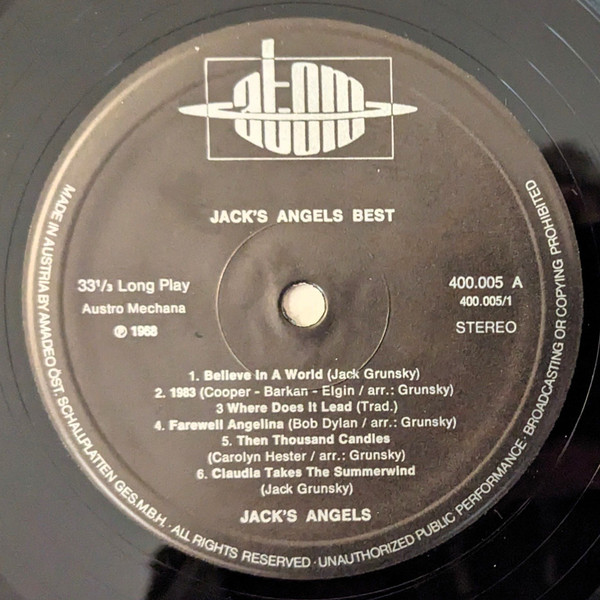 atom
JACK'S ANGELS BEST
33 1/3 Long Play
Austro Mechana
℗ 1968
400.005 A
400.005/1
STEREO
1. Believe In A World (Jack Grunsky)
2. 1983 (Cooper - Barkan - Elgin / arr.: Grunsky)
3 Where Does It Lead (Trad.)
4. Farewell Angelina (Bob Dylan / arr.: Grunsky)
5. Then Thousand Candles
(Carolyn Hester / arr.: Grunsky)
6. Claudia Takes The Summerwind
(Jack Grunsky)
JACK'S ANGELS
MADE IN AUSTRIA BY AMADEO ÖST. SCHALLPLATTEN GES.M.B.H. · ALL RIGHTS RESERVED · UNAUTHORIZED PUBLIC PERFORMANCE · BROADCASTING OR COPYING PROHIBITED